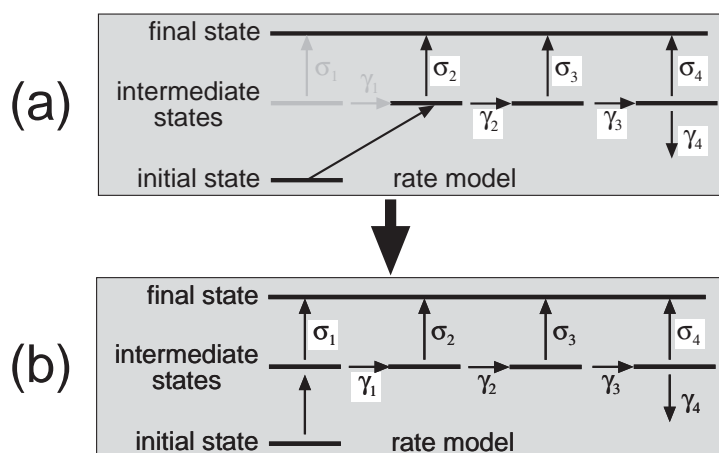 (a)
final state
σ1 σ2 σ3 σ4
γ1
intermediate
states
γ2 γ3 γ4
initial state
rate model
(b)
final state
σ1 σ2 σ3 σ4
intermediate
states
γ1 γ2 γ3 γ4
initial state
rate model